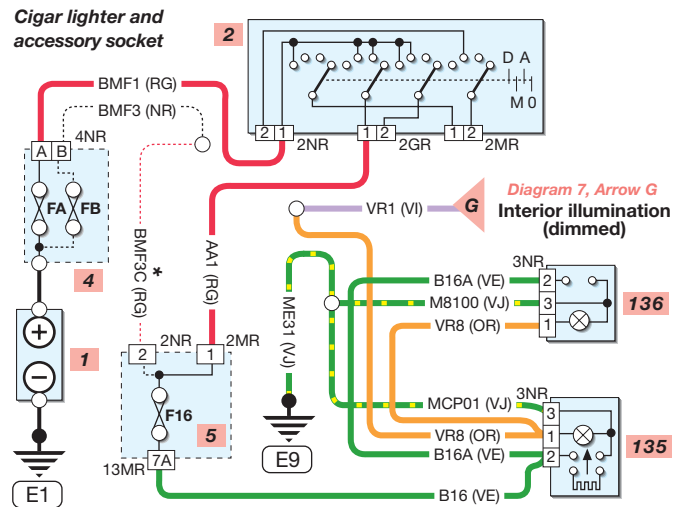 Cigar lighter and
accessory socket
2
D A
M 0
BMF1 (RG)
BMF3 (NR)
4NR
A B
2 1
2NR
1 2
2GR
1 2
2MR
FA
FB
4
BMF3C (RG)
*
AA1 (RG)
VR1 (VI)
G
Diagram 7, Arrow G
Interior illumination
(dimmed)
ME31 (VJ)
B16A (VE)
M8100 (VJ)
VR8 (OR)
3NR
2
3
1
136
+
−
1
2
2NR
1
2MR
F16
5
7A
13MR
MCP01 (VJ)
VR8 (OR)
B16A (VE)
B16 (VE)
3NR
3
1
2
135
E1
E9